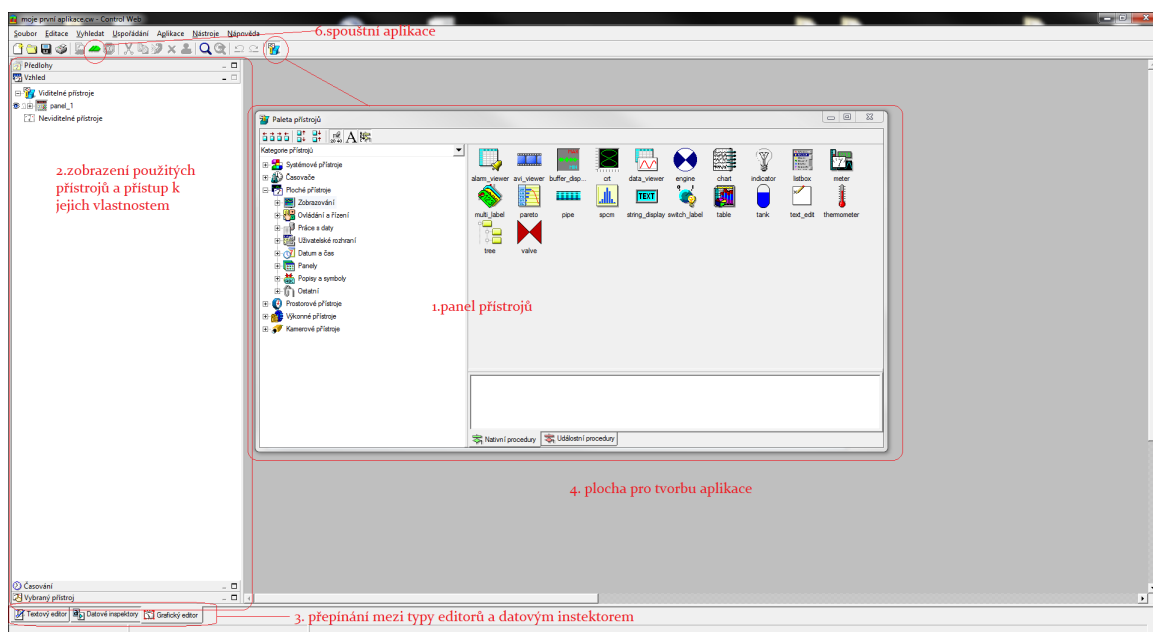 moje první aplikace.cw - Control Web
Soubor Editace Vyhledat Uspořádání Aplikace Nástroje Nápověda
6.spouštní aplikace
Předlohy
Vzhled
Viditelné přístroje
panel_1
Neviditelné přístroje
2.zobrazení použitých
přístrojů a přístup k
jejich vlastnostem
Paleta přístrojů
Kategorie přístrojů
Systémové přístroje
Časovače
Ploché přístroje
Zobrazování
Ovládání a řízení
Práce s daty
Uživatelské rozhraní
Datum a čas
Panely
Popisy a symboly
Ostatní
Prostorové přístroje
Výkonné přístroje
Kamerové přístroje
alarm_viewer avi_viewer buffer_disp... crt data_viewer engine chart indicator listbox meter
TEXT
multi_label pareto pipe spcm string_display switch_label table tank text_edit thermometer
tree valve
1.panel přístrojů
Nativní procedury Událostní procedury
4. plocha pro tvorbu aplikace
Časování
Vybraný přístroj
Textový editor Datové inspektory Grafický editor
3. přepínání mezi typy editorů a datovým instektorem